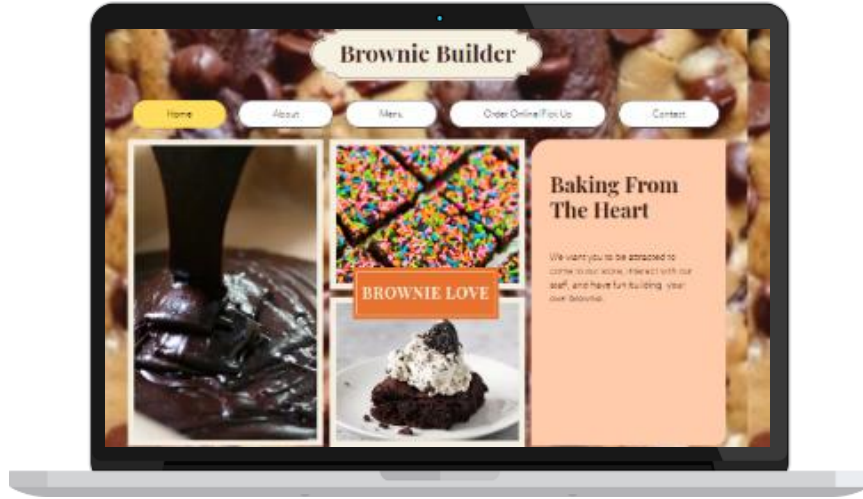 Brownie Builder
Home
About
Menu
Order Online/Pick Up
Contact
Baking From
The Heart
We want you to be attracted to
come to our store, interact with our
staff, and have fun building your
own brownie.
BROWNIE LOVE